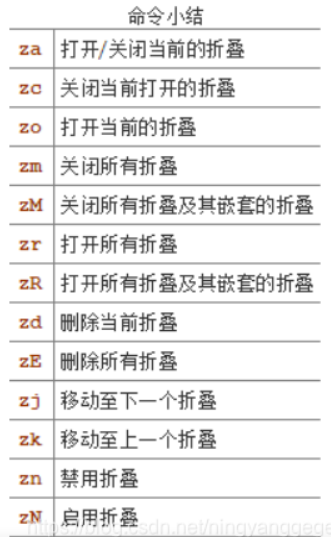 命令小结
za 打开/关闭当前的折叠
zc 关闭当前打开的折叠
zo 打开当前的折叠
zm 关闭所有折叠
zM 关闭所有折叠及其嵌套的折叠
zr 打开所有折叠
zR 打开所有折叠及其嵌套的折叠
zd 删除当前折叠
zE 删除所有折叠
zj 移动至下一个折叠
zk 移动至上一个折叠
zn 禁用折叠
zN 启用折叠
https://blog.csdn.net/ningyanggege